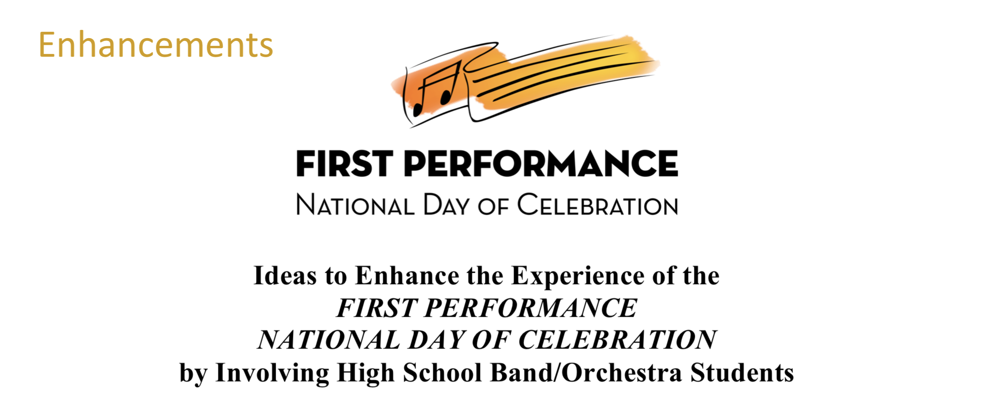 Enhancements
FIRST PERFORMANCE
NATIONAL DAY OF CELEBRATION
Ideas to Enhance the Experience of the
FIRST PERFORMANCE
NATIONAL DAY OF CELEBRATION
by Involving High School Band/Orchestra Students